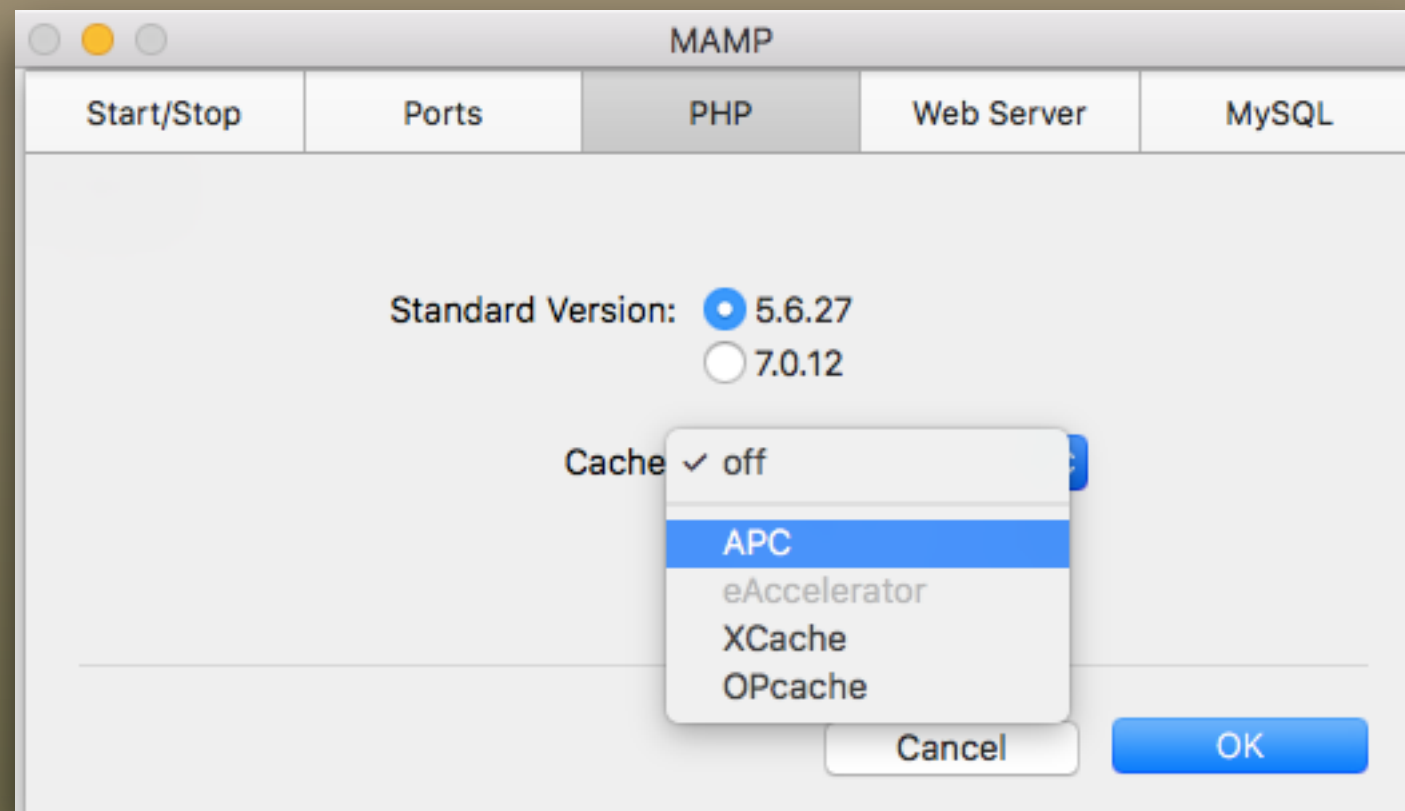 MAMP
Start/Stop Ports PHP Web Server MySQL
Standard Version: 5.6.27
7.0.12
Cache ✓ off
APC
eAccelerator
XCache
OPcache
Cancel OK